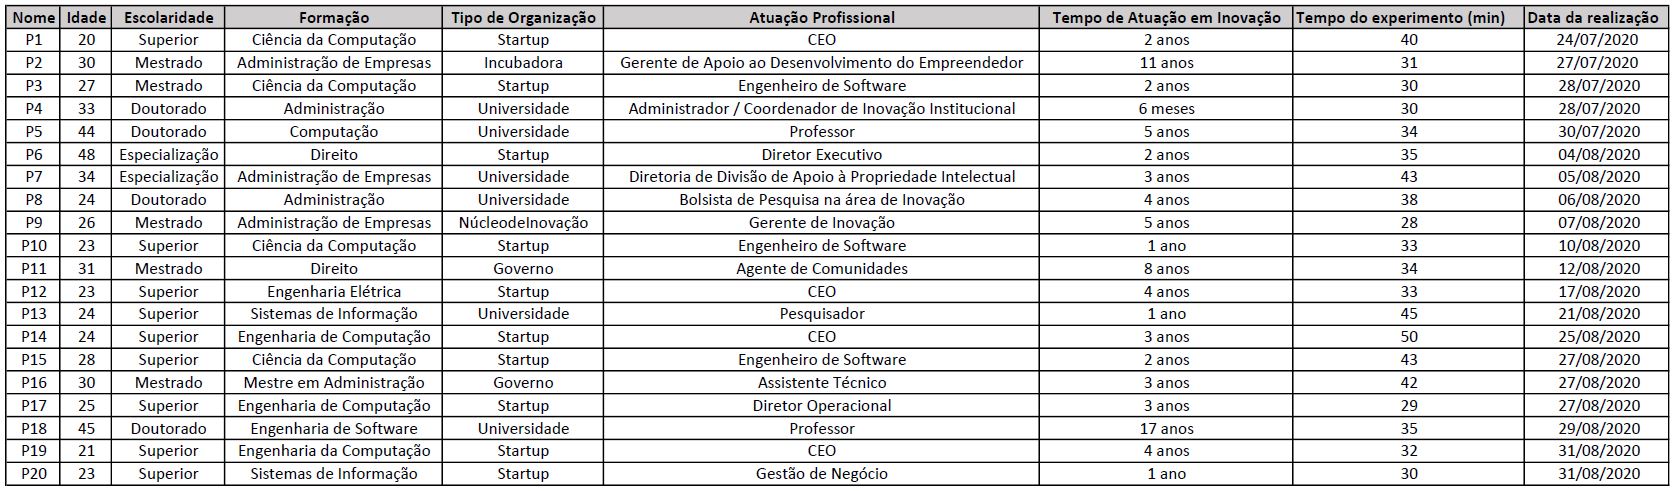 Nome Idade Escolaridade Formação Tipo de Organização Atuação Profissional Tempo de Atuação em Inovação Tempo do experimento (min) Data da realização
P1 20 Superior Ciência da Computação Startup CEO 2 anos 40 24/07/2020
P2 30 Mestrado Administração de Empresas Incubadora Gerente de Apoio ao Desenvolvimento do Empreendedor 11 anos 31 27/07/2020
P3 27 Mestrado Ciência da Computação Startup Engenheiro de Software 2 anos 30 28/07/2020
P4 33 Doutorado Administração Universidade Administrador / Coordenador de Inovação Institucional 6 meses 30 28/07/2020
P5 44 Doutorado Computação Universidade Professor 5 anos 34 30/07/2020
P6 48 Especialização Direito Startup Diretor Executivo 2 anos 35 04/08/2020
P7 34 Especialização Administração de Empresas Universidade Diretoria de Divisão de Apoio à Propriedade Intelectual 3 anos 43 05/08/2020
P8 24 Doutorado Administração Universidade Bolsista de Pesquisa na área de Inovação 4 anos 38 06/08/2020
P9 26 Mestrado Administração de Empresas NúcleodeInovação Gerente de Inovação 5 anos 28 07/08/2020
P10 23 Superior Ciência da Computação Startup Engenheiro de Software 1 ano 33 10/08/2020
P11 31 Mestrado Direito Governo Agente de Comunidades 8 anos 34 12/08/2020
P12 23 Superior Engenharia Elétrica Startup CEO 4 anos 33 17/08/2020
P13 24 Superior Sistemas de Informação Universidade Pesquisador 1 ano 45 21/08/2020
P14 24 Superior Engenharia de Computação Startup CEO 3 anos 50 25/08/2020
P15 28 Superior Ciência da Computação Startup Engenheiro de Software 2 anos 43 27/08/2020
P16 30 Mestrado Mestre em Administração Governo Assistente Técnico 3 anos 42 27/08/2020
P17 25 Superior Engenharia de Computação Startup Diretor Operacional 3 anos 29 27/08/2020
P18 45 Doutorado Engenharia de Software Universidade Professor 17 anos 35 29/08/2020
P19 21 Superior Engenharia da Computação Startup CEO 4 anos 32 31/08/2020
P20 23 Superior Sistemas de Informação Startup Gestão de Negócio 1 ano 30 31/08/2020